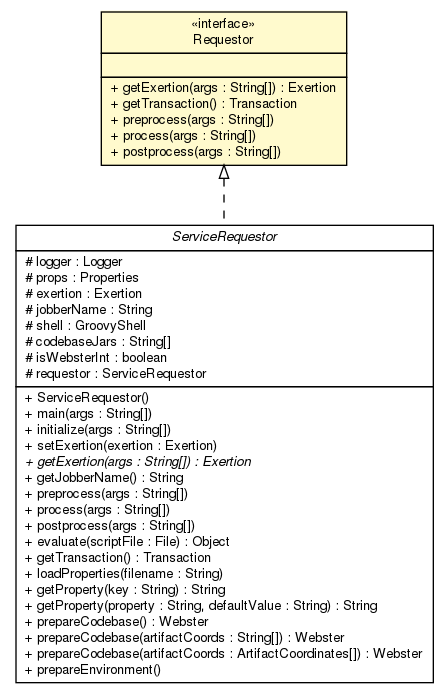 «interface»
Requestor
+ getExertion(args : String[]) : Exertion
+ getTransaction() : Transaction
+ preprocess(args : String[])
+ process(args : String[])
+ postprocess(args : String[])
ServiceRequestor
# logger : Logger
# props : Properties
# exertion : Exertion
# jobberName : String
# shell : GroovyShell
# codebaseJars : String[]
# isWebsterInt : boolean
# requestor : ServiceRequestor
+ ServiceRequestor()
+ main(args : String[])
+ initialize(args : String[])
+ setExertion(exertion : Exertion)
+ getExertion(args : String[]) : Exertion
+ getJobberName() : String
+ preprocess(args : String[])
+ process(args : String[])
+ postprocess(args : String[])
+ evaluate(scriptFile : File) : Object
+ getTransaction() : Transaction
+ loadProperties(filename : String)
+ getProperty(key : String) : String
+ getProperty(property : String, defaultValue : String) : String
+ prepareCodebase() : Webster
+ prepareCodebase(artifactCoords : String[]) : Webster
+ prepareCodebase(artifactCoords : ArtifactCoordinates[]) : Webster
+ prepareEnvironment()